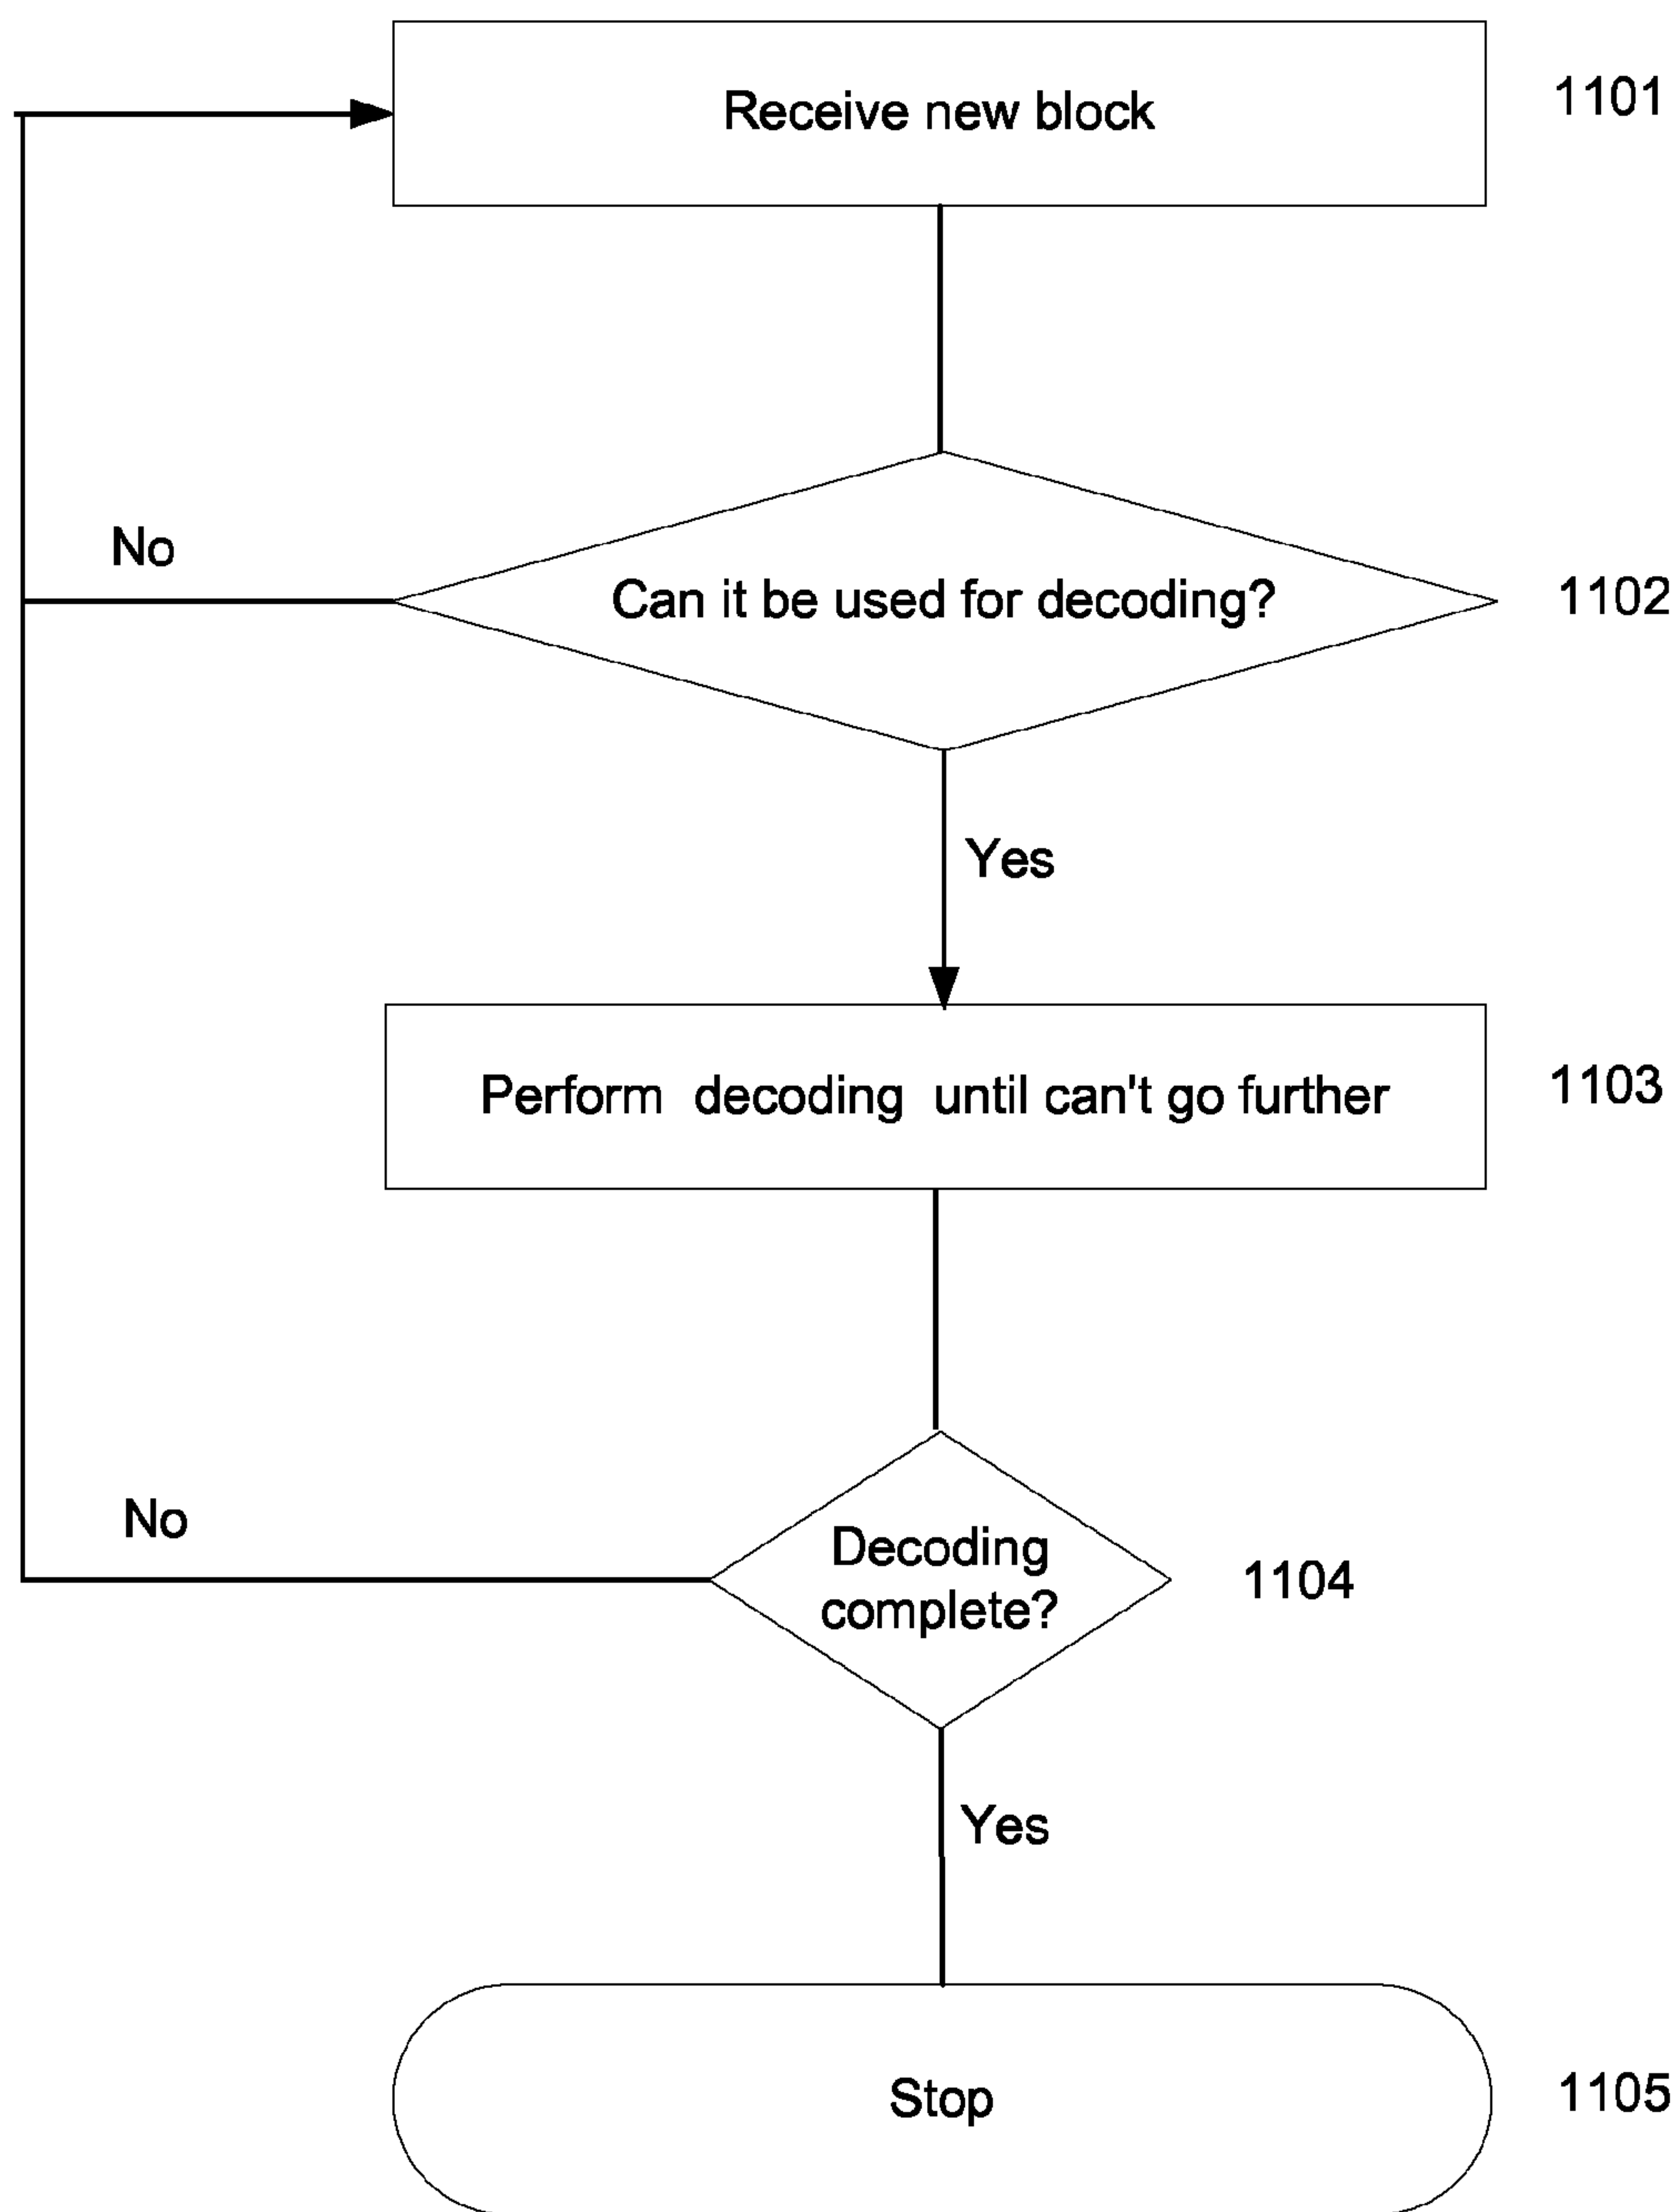 Receive new block
1101
No
Can it be used for decoding?
1102
Yes
Perform decoding until can't go further
1103
No
Decoding
complete?
1104
Yes
Stop
1105